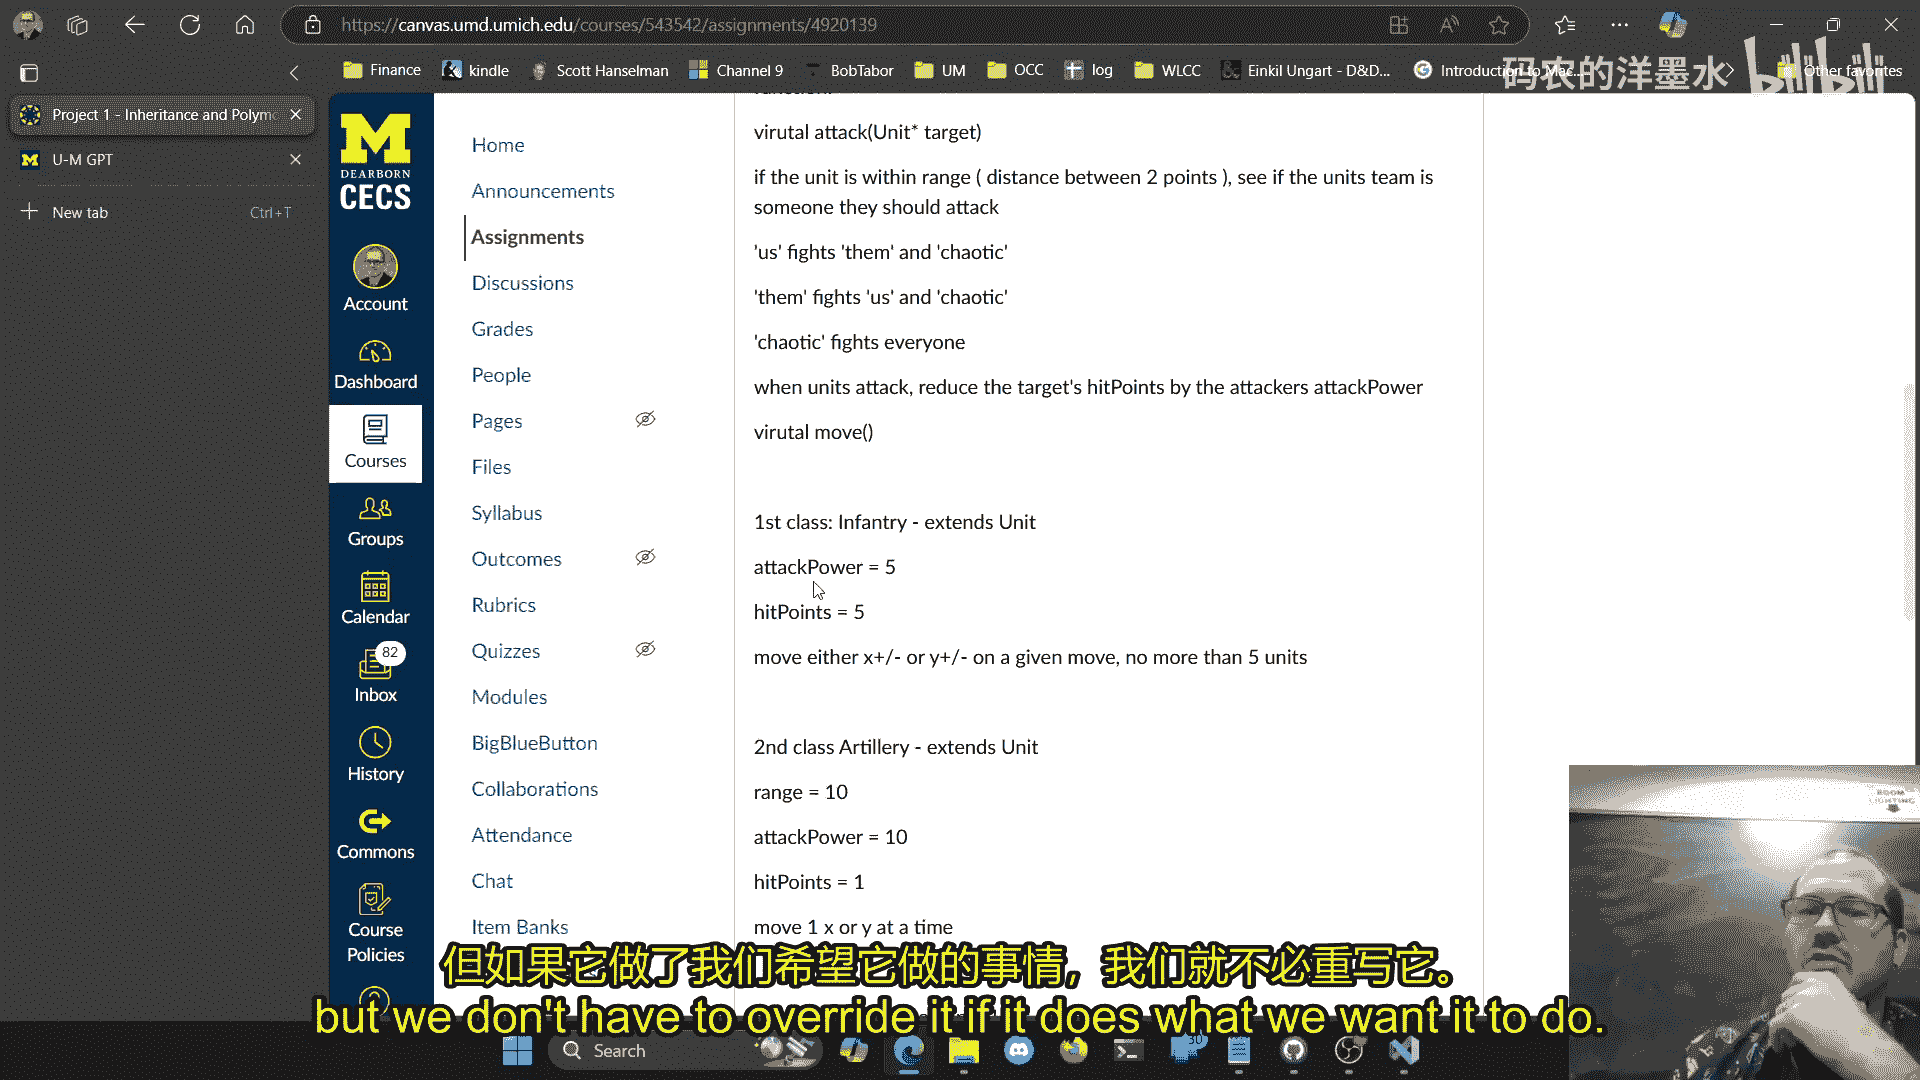 https://canvas.umd.umich.edu/courses/543542/assignments/4920139
Finance
kindle
Scott Hanselman
Channel 9
BobTabor
UM
OCC
log
WLCC
Einkil Ungart - D&D...
Introduction to Mac...
Other favorites
码农的洋墨水
bilibili
Project 1 - Inheritance and Polymo
U-M GPT
New tab
Ctrl+T
M
DEARBORN
CECS
Account
Dashboard
Courses
Groups
Calendar
82
Inbox
History
Commons
Course
Policies
Home
Announcements
Assignments
Discussions
Grades
People
Pages
Files
Syllabus
Outcomes
Rubrics
Quizzes
Modules
BigBlueButton
Collaborations
Attendance
Chat
Item Banks
function:
virutal attack(Unit* target)
if the unit is within range ( distance between 2 points ), see if the units team is
someone they should attack
'us' fights 'them' and 'chaotic'
'them' fights 'us' and 'chaotic'
'chaotic' fights everyone
when units attack, reduce the target's hitPoints by the attackers attackPower
virutal move()
1st class: Infantry - extends Unit
attackPower = 5
hitPoints = 5
move either x+/- or y+/- on a given move, no more than 5 units
2nd class Artillery - extends Unit
range = 10
attackPower = 10
hitPoints = 1
move 1 x or y at a time
ROOM
LIGHTING
但如果它做了我们希望它做的事情，我们就不必重写它。
but we don't have to override it if it does what we want it to do.
Search
30